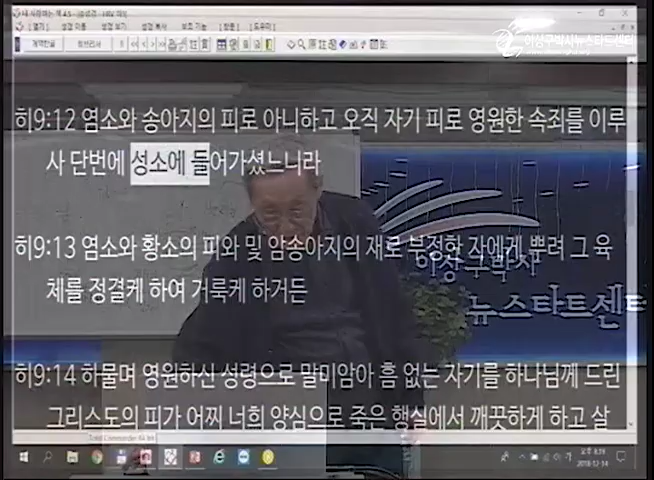 이상구박사뉴스타트센터
개역한글
히9:12 염소와 송아지의 피로 아니하고 오직 자기 피로 영원한 속죄를 이루
사 단번에 성소에 들어가셨느니라
히9:13 염소와 황소의 피와 및 암송아지의 재로 부정한 자에게 뿌려 그 육
체를 정결케 하여 거룩케 하거든
이상구박사
뉴스타트센터
히9:14 하물며 영원하신 성령으로 말미암아 흠 없는 자기를 하나님께 드린
그리스도의 피가 어찌 너희 양심으로 죽은 행실에서 깨끗하게 하고 살
2018-12-14